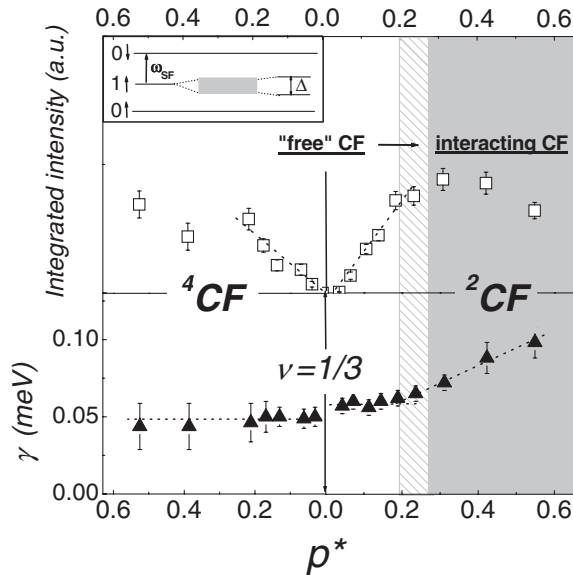 0.6 0.4 0.2 0.0 0.2 0.4 0.6
Integrated intensity (a.u.)
0↓
ω_SF
1↑
Δ
0↑
"free" CF
interacting CF
⁴CF
²CF
ν=1/3
γ (meV)
0.10
0.05
0.00
0.6 0.4 0.2 0.0 0.2 0.4 0.6
p*